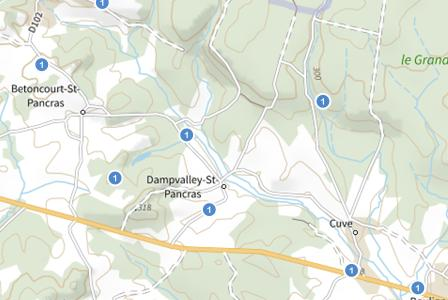 1
D102
1
le Grand
Betoncourt-St-
Pancras
300
1
1
1
Dampvalley-St-
Pancras
318
1
Cuve
1
1